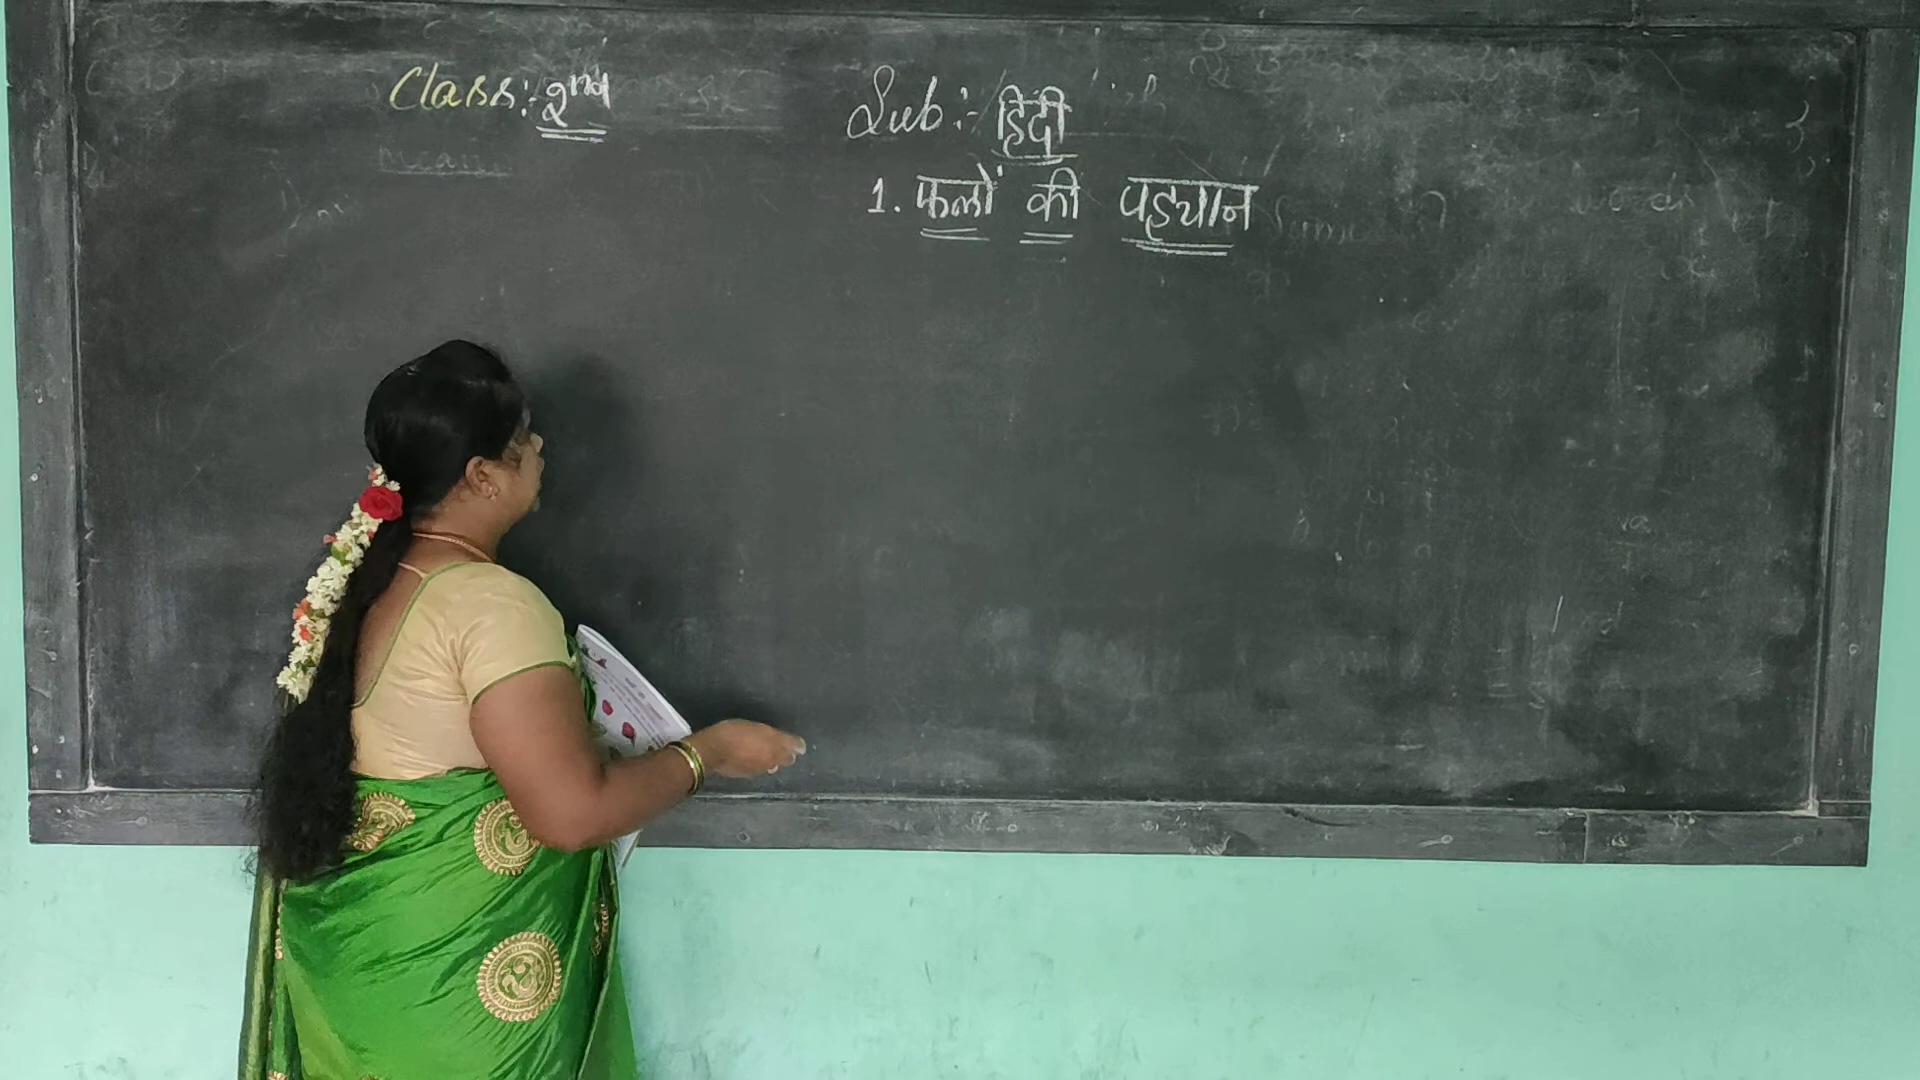 Class:- 2nd
Sub:- हिंदी
1. फलों की पहचान